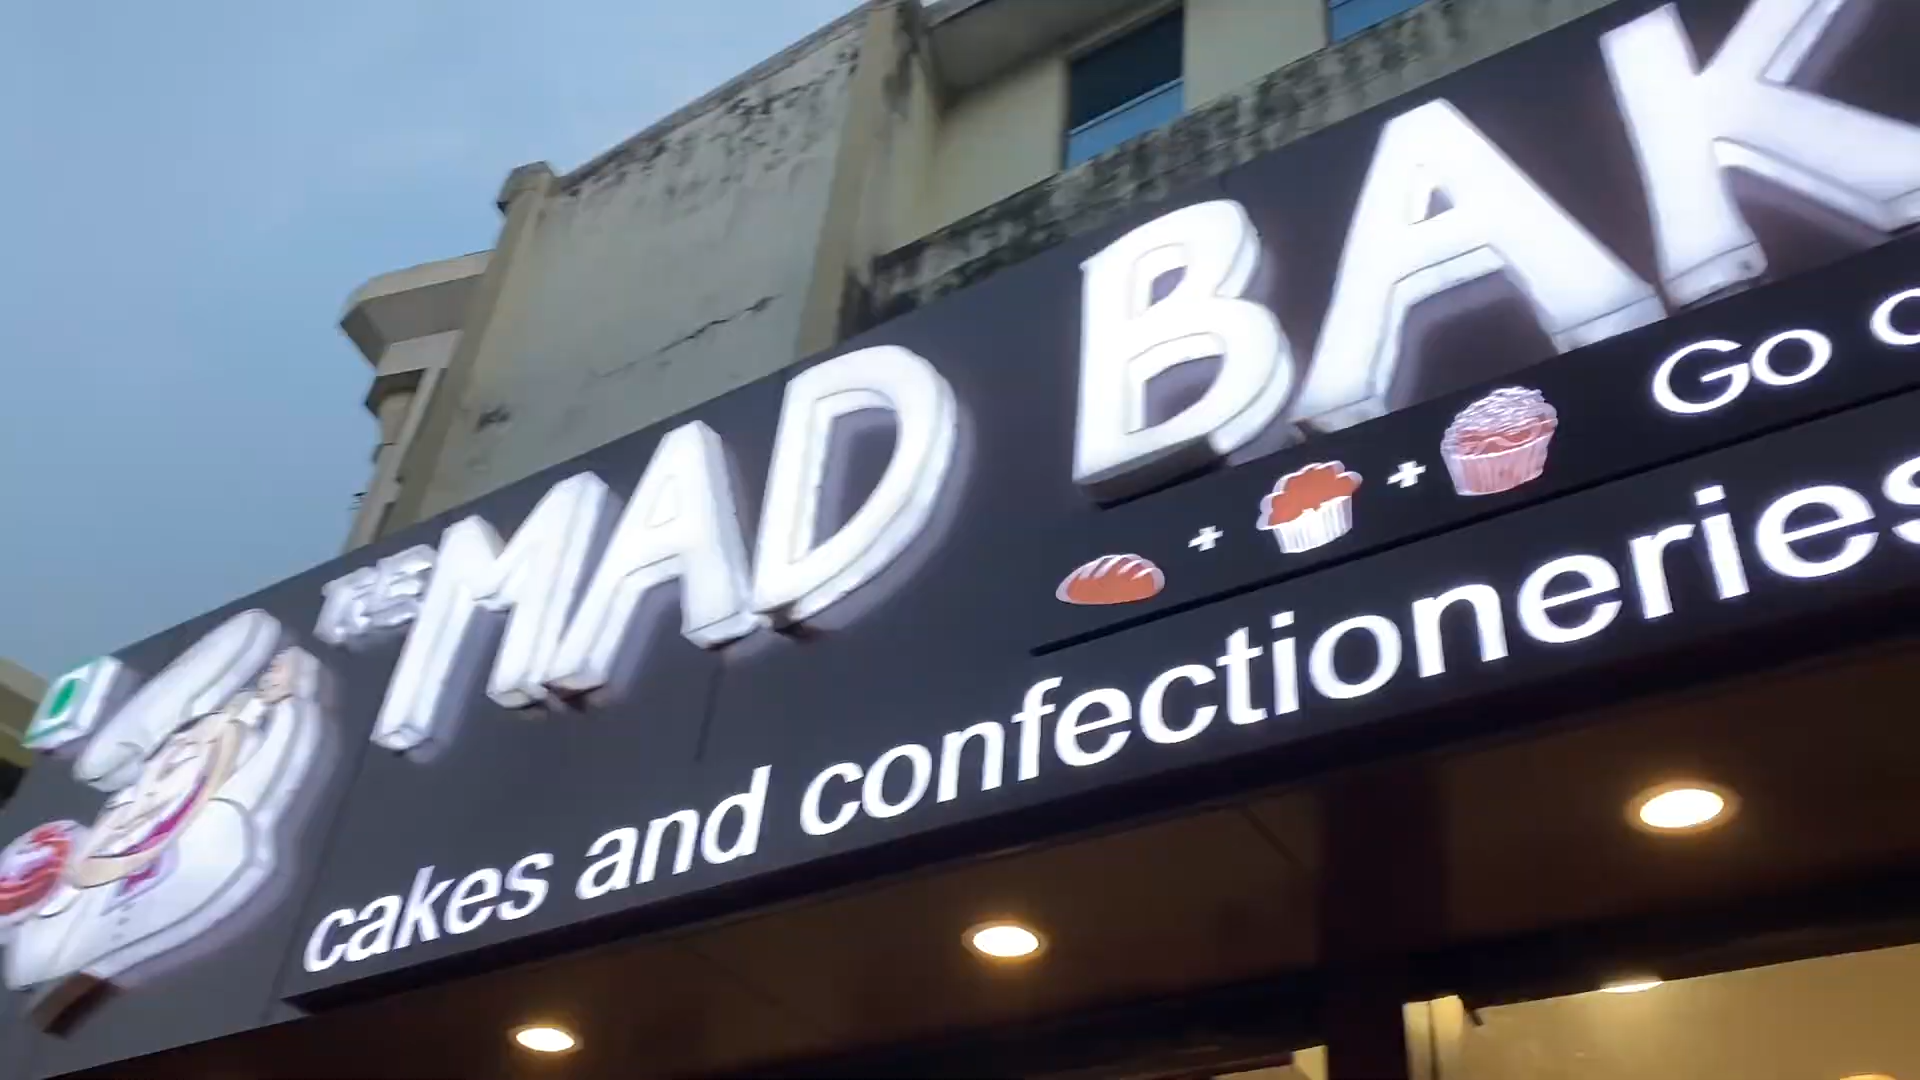 MAD BAK
+ + Go
cakes and confectioneries